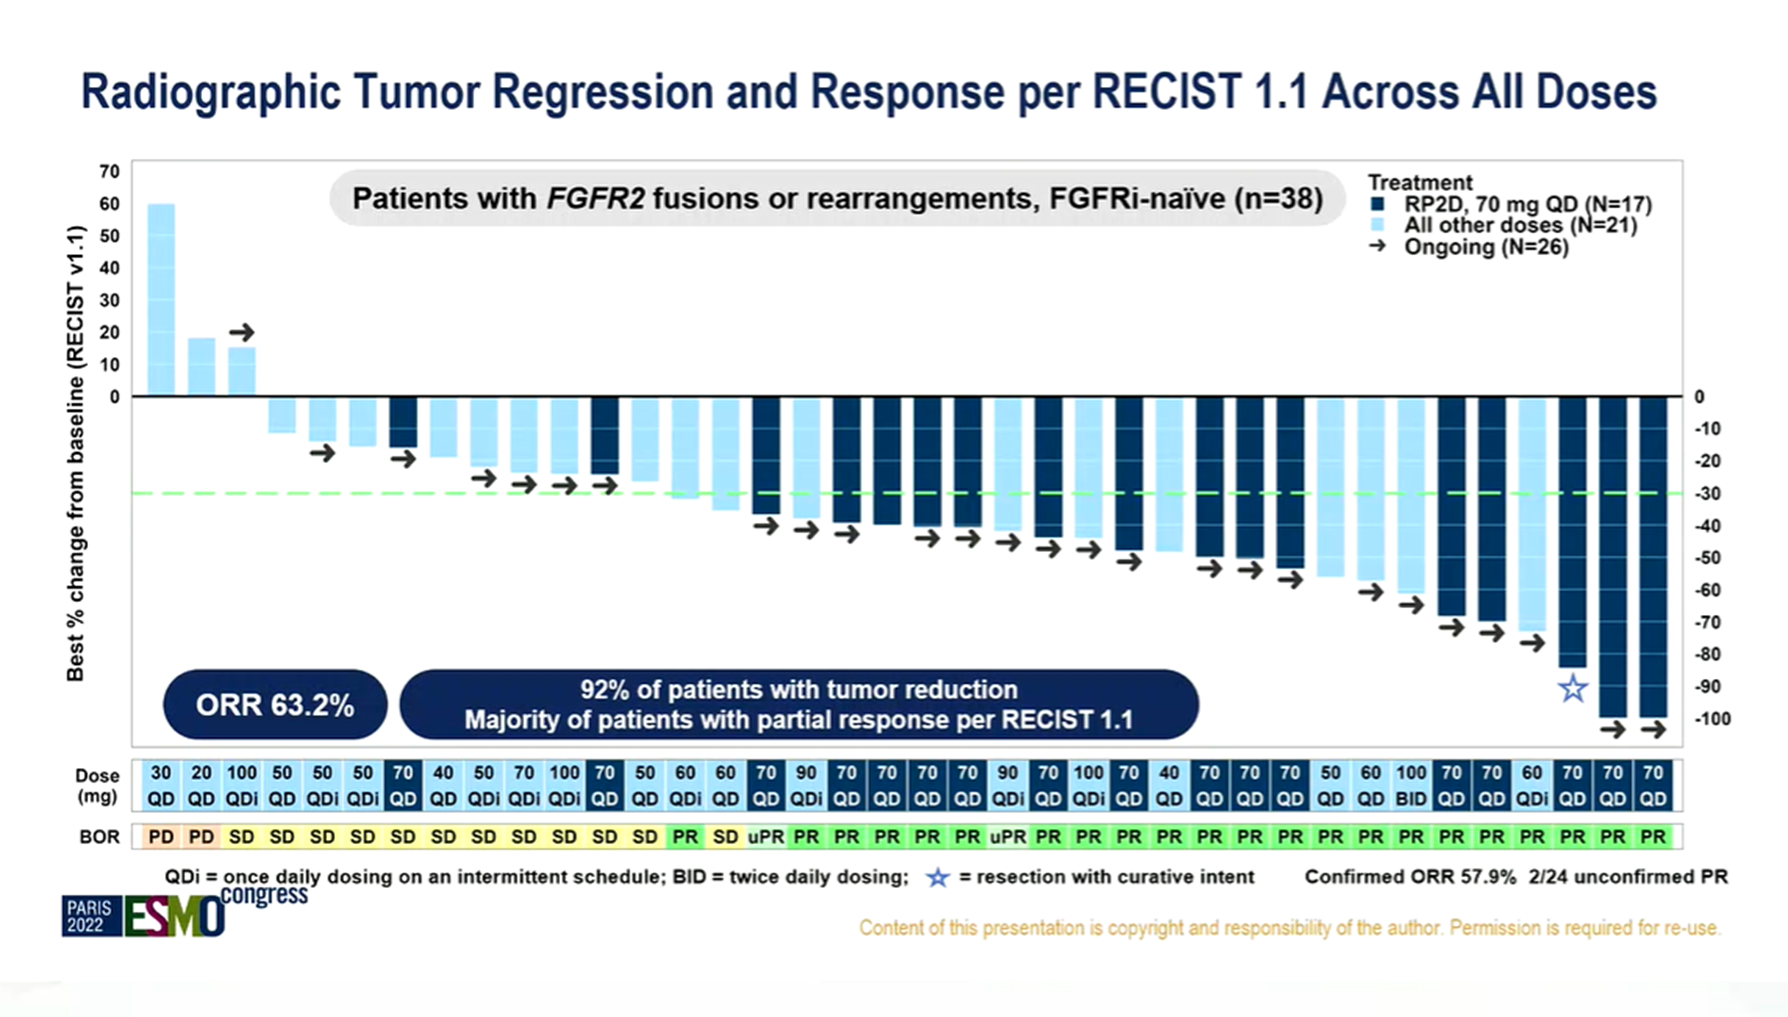 Radiographic Tumor Regression and Response per RECIST 1.1 Across All Doses
Patients with FGFR2 fusions or rearrangements, FGFRi-naïve (n=38)
Treatment
RP2D, 70 mg QD (N=17)
All other doses (N=21)
Ongoing (N=26)
Best % change from baseline (RECIST v1.1)
70
60
50
40
30
20
10
0
0
-10
-20
-30
-40
-50
-60
-70
-80
-90
-100
ORR 63.2%
92% of patients with tumor reduction
Majority of patients with partial response per RECIST 1.1
Dose 30 20 100 50 50 50 70 40 50 70 100 70 50 60 60 70 90 70 70 70 70 90 70 100 70 40 70 70 70 50 60 100 70 70 60 70 70 70
(mg) QD QD QDi QD QDi QDi QD QD QDi QDi QDi QD QD QDi QD QD QDi QD QD QD QD QDi QD QDi QD QD QD QD QD QD QD BID QD QD QDi QD QD QD
BOR PD PD SD SD SD SD SD SD SD SD SD SD SD PR SD uPR PR PR PR PR PR uPR PR PR PR PR PR PR PR PR PR PR PR PR PR PR PR PR
QDi = once daily dosing on an intermittent schedule; BID = twice daily dosing; = resection with curative intent Confirmed ORR 57.9% 2/24 unconfirmed PR
PARIS
2022
ESMO
congress
Content of this presentation is copyright and responsibility of the author. Permission is required for re-use.